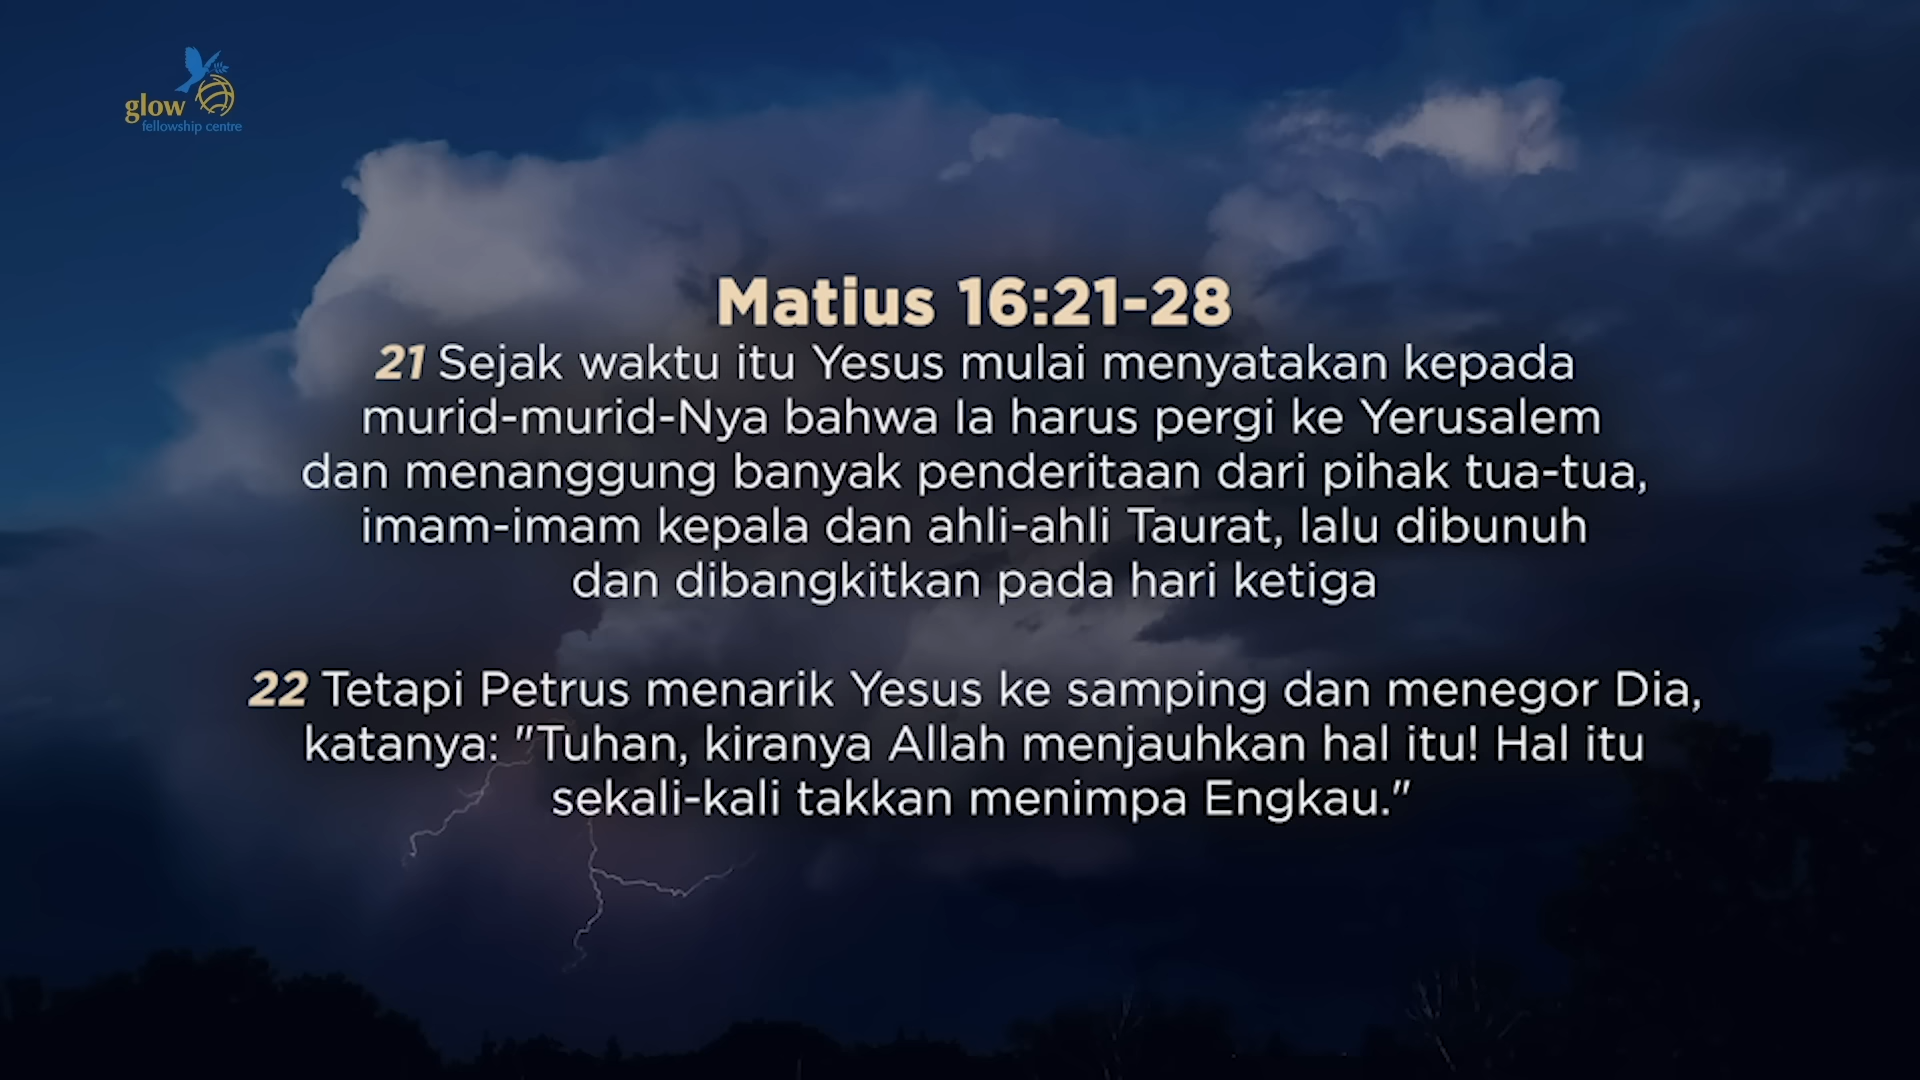 glow
fellowship centre
Matius 16:21-28
21 Sejak waktu itu Yesus mulai menyatakan kepada
murid-murid-Nya bahwa Ia harus pergi ke Yerusalem
dan menanggung banyak penderitaan dari pihak tua-tua,
imam-imam kepala dan ahli-ahli Taurat, lalu dibunuh
dan dibangkitkan pada hari ketiga
22 Tetapi Petrus menarik Yesus ke samping dan menegor Dia,
katanya: "Tuhan, kiranya Allah menjauhkan hal itu! Hal itu
sekali-kali takkan menimpa Engkau."